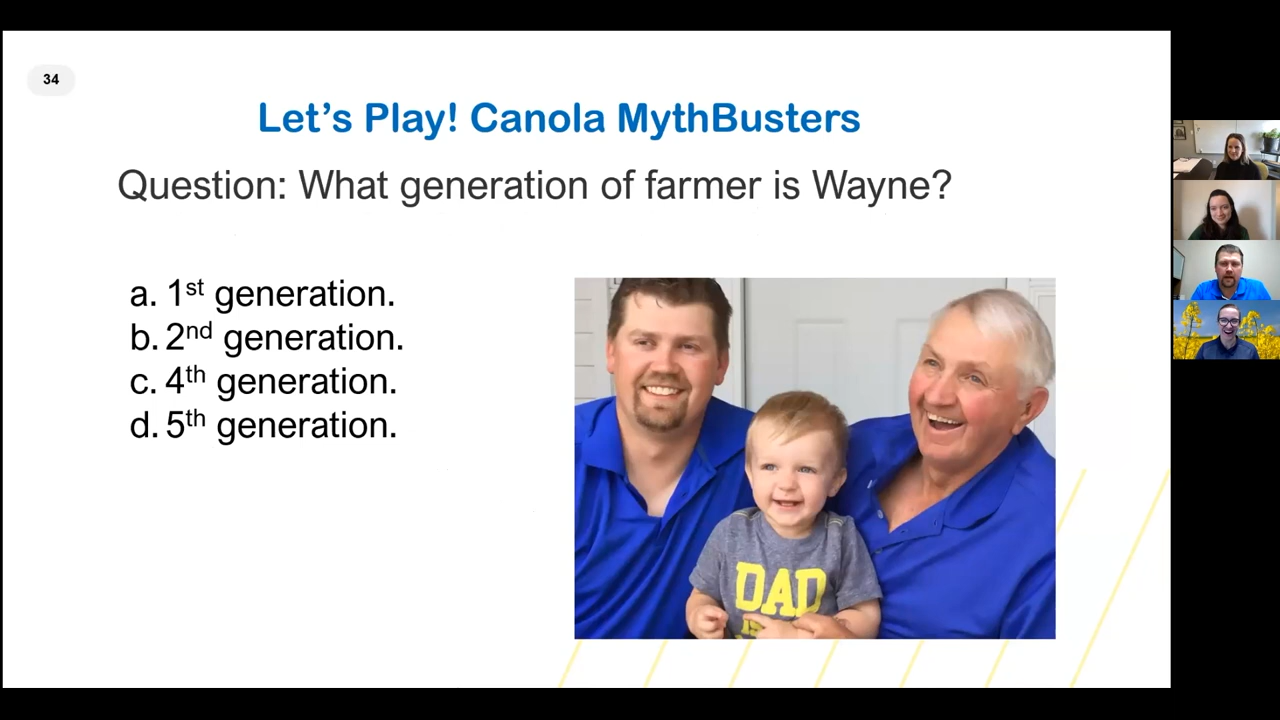 34
Let's Play! Canola MythBusters
Question: What generation of farmer is Wayne?
a. 1st generation.
b. 2nd generation.
c. 4th generation.
d. 5th generation.
DAD